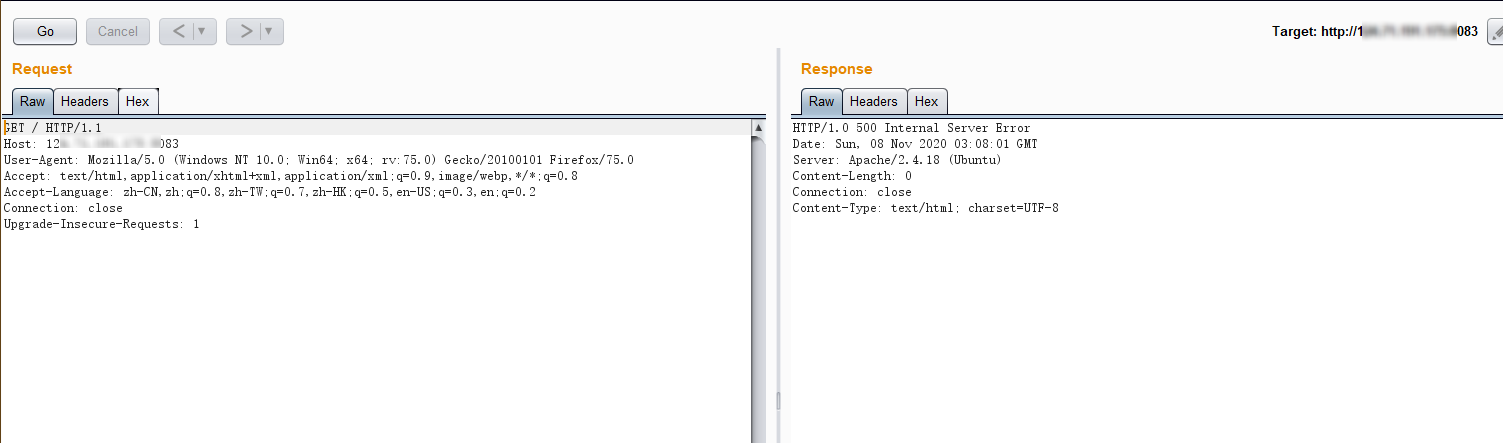 Go
Cancel
<
>
Target: http://1 083
Request
Response
Raw
Headers
Hex
Raw
Headers
Hex
GET / HTTP/1.1
Host: 12 083
User-Agent: Mozilla/5.0 (Windows NT 10.0; Win64; x64; rv:75.0) Gecko/20100101 Firefox/75.0
Accept: text/html,application/xhtml+xml,application/xml;q=0.9,image/webp,*/*;q=0.8
Accept-Language: zh-CN,zh;q=0.8,zh-TW;q=0.7,zh-HK;q=0.5,en-US;q=0.3,en;q=0.2
Connection: close
Upgrade-Insecure-Requests: 1
HTTP/1.0 500 Internal Server Error
Date: Sun, 08 Nov 2020 03:08:01 GMT
Server: Apache/2.4.18 (Ubuntu)
Content-Length: 0
Connection: close
Content-Type: text/html; charset=UTF-8